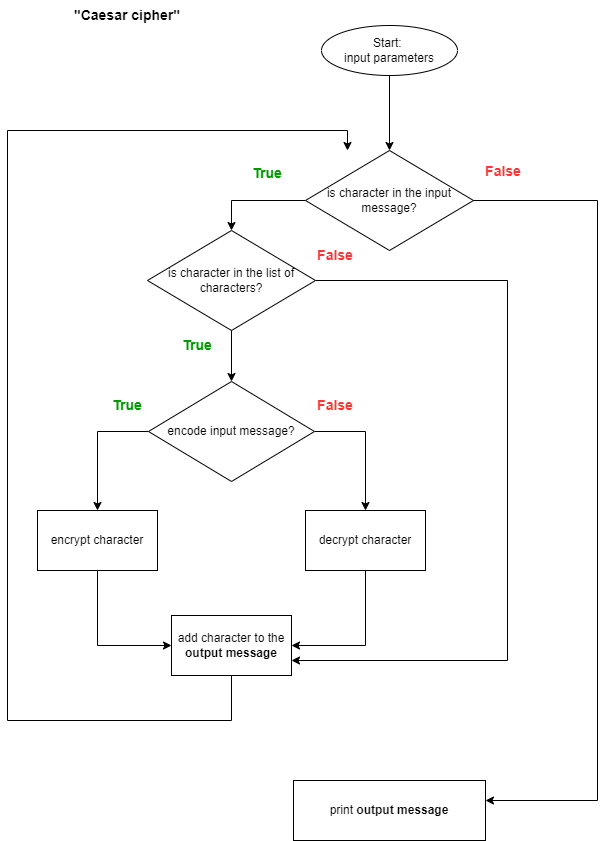 "Caesar cipher"
Start:
input parameters
True
False
is character in the input
message?
False
is character in the list of
characters?
True
True
False
encode input message?
encrypt character
decrypt character
add character to the
output message
print output message